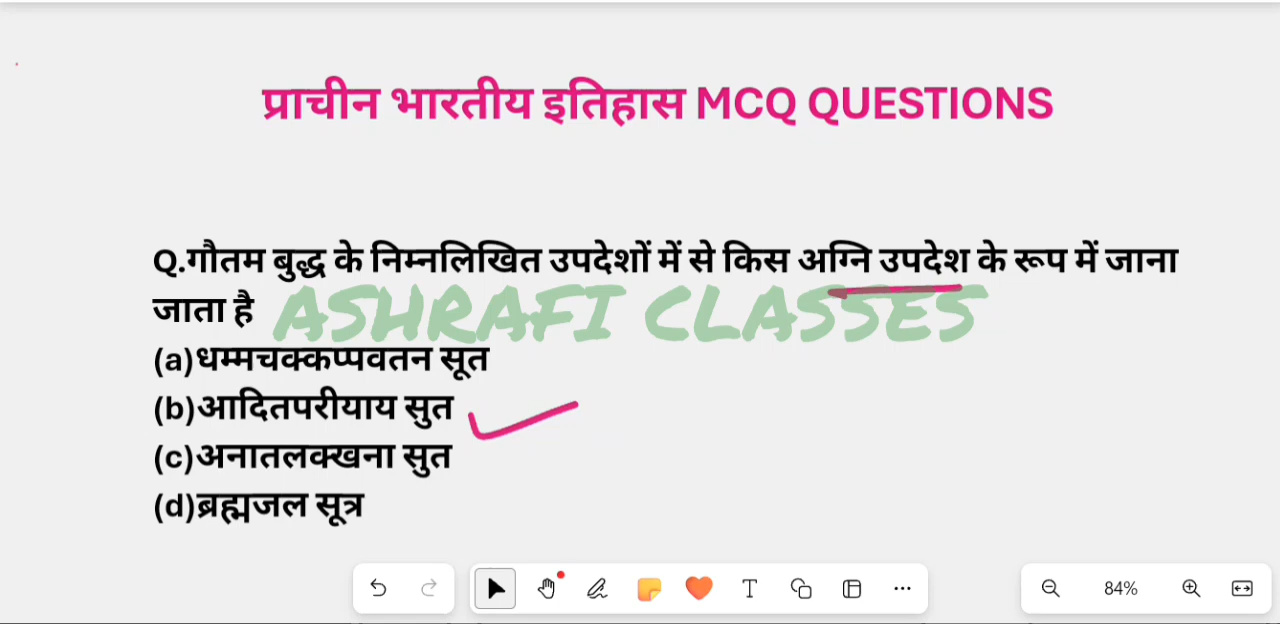 प्राचीन भारतीय इतिहास MCQ QUESTIONS
Q.गौतम बुद्ध के निम्नलिखित उपदेशों में से किस अग्नि उपदेश के रूप में जाना
जाता है
ASHRAFI CLASSES
(a)धम्मचक्कप्पवतन सूत
(b)आदितपरीयाय सुत
(c)अनातलक्खना सुत
(d)ब्रह्मजल सूत्र
T
84%